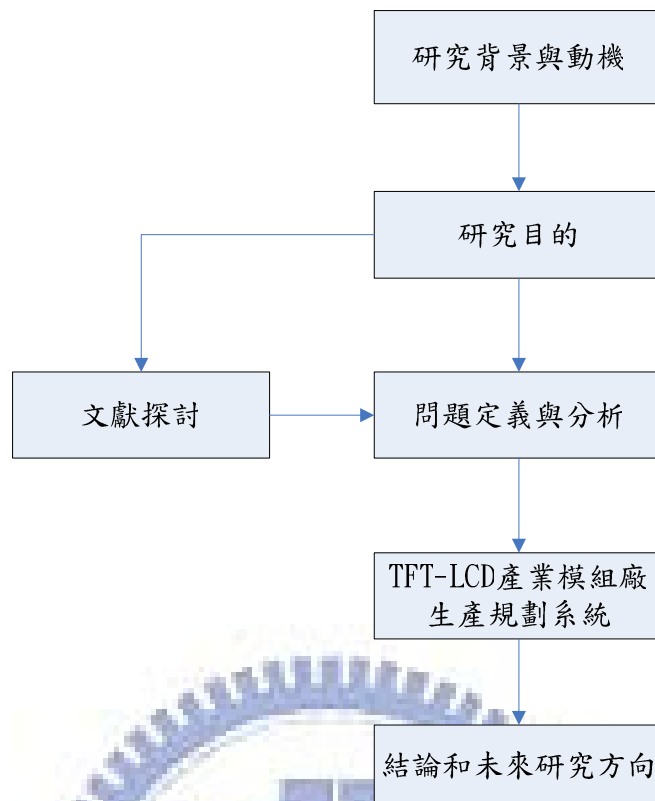 研究背景與動機
研究目的
文獻探討
問題定義與分析
TFT-LCD產業模組廠
生產規劃系統
結論和未來研究方向